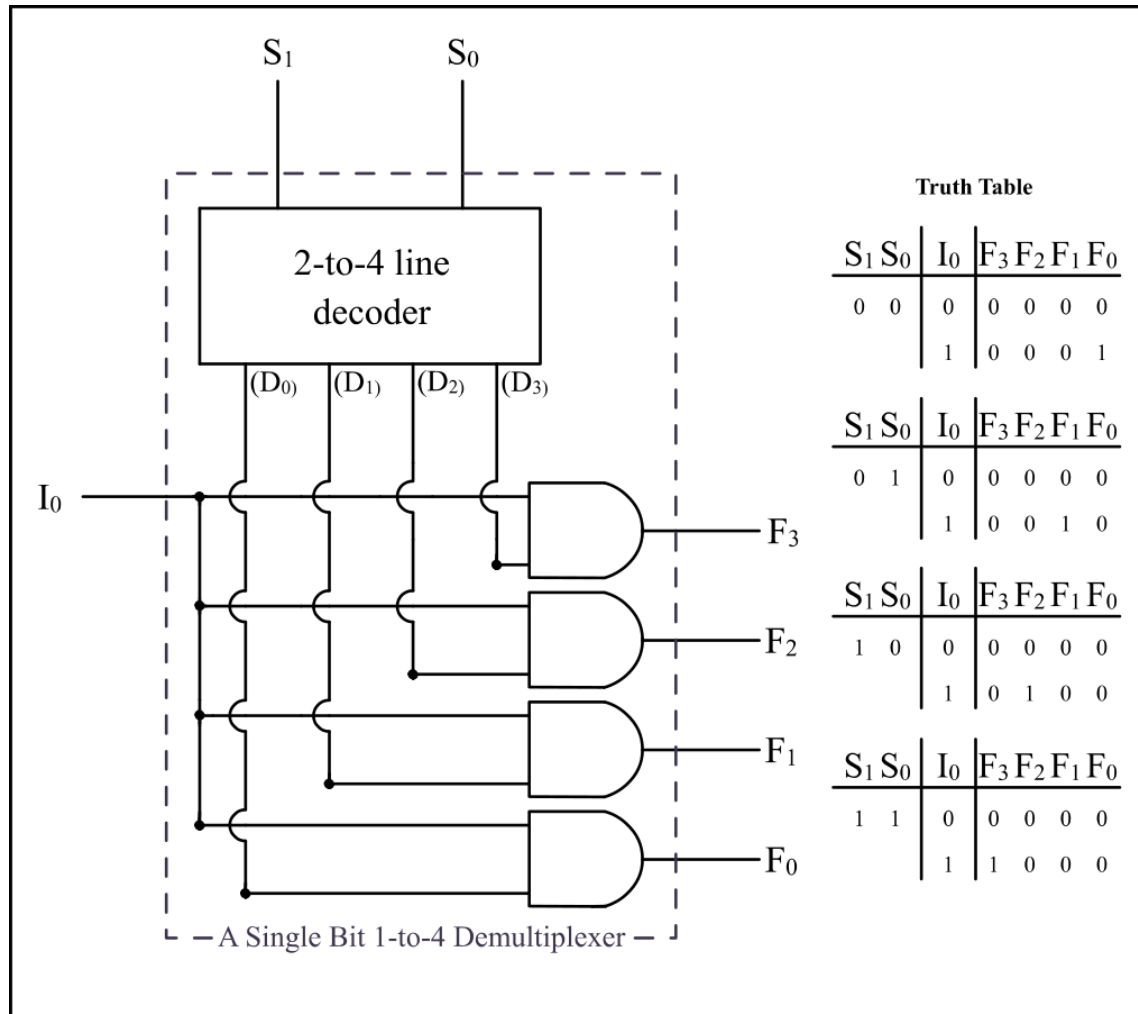 S₁ S₀
2-to-4 line
decoder
(D₀) (D₁) (D₂) (D₃)
I₀
F₃
F₂
F₁
F₀
A Single Bit 1-to-4 Demultiplexer
Truth Table
S₁ S₀ I₀ F₃ F₂ F₁ F₀
0 0 0 0 0 0 0
1 0 0 0 1
S₁ S₀ I₀ F₃ F₂ F₁ F₀
0 1 0 0 0 0 0
1 0 0 1 0
S₁ S₀ I₀ F₃ F₂ F₁ F₀
1 0 0 0 0 0 0
1 0 1 0 0
S₁ S₀ I₀ F₃ F₂ F₁ F₀
1 1 0 0 0 0 0
1 1 0 0 0